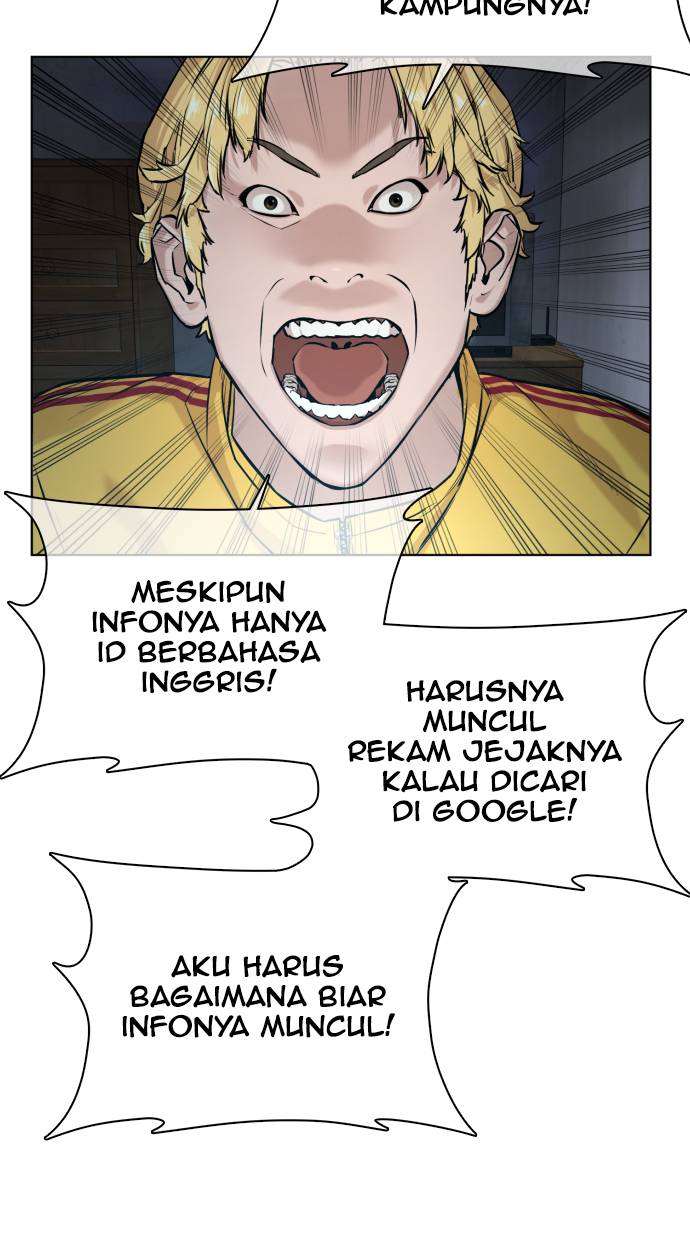 KAMPUNGNYA!
MESKIPUN
INFONYA HANYA
ID BERBAHASA
INGGRIS!
HARUSNYA
MUNCUL
REKAM JEJAKNYA
KALAU DICARI
DI GOOGLE!
AKU HARUS
BAGAIMANA BIAR
INFONYA MUNCUL!